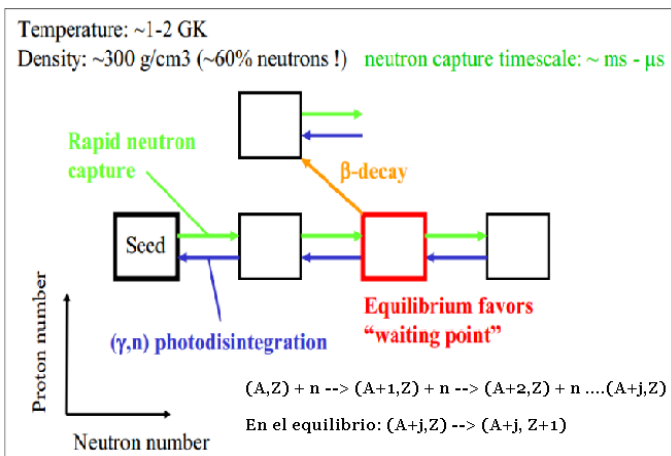 Temperature: ~1-2 GK
Density: ~300 g/cm3 (~60% neutrons !) neutron capture timescale: ~ ms - μs
Rapid neutron
capture
β-decay
Seed
Equilibrium favors
“waiting point”
(γ,n) photodisintegration
Proton number
(A,Z) + n --> (A+1,Z) + n --> (A+2,Z) + n ....(A+j,Z)
En el equilibrio: (A+j,Z) --> (A+j, Z+1)
Neutron number